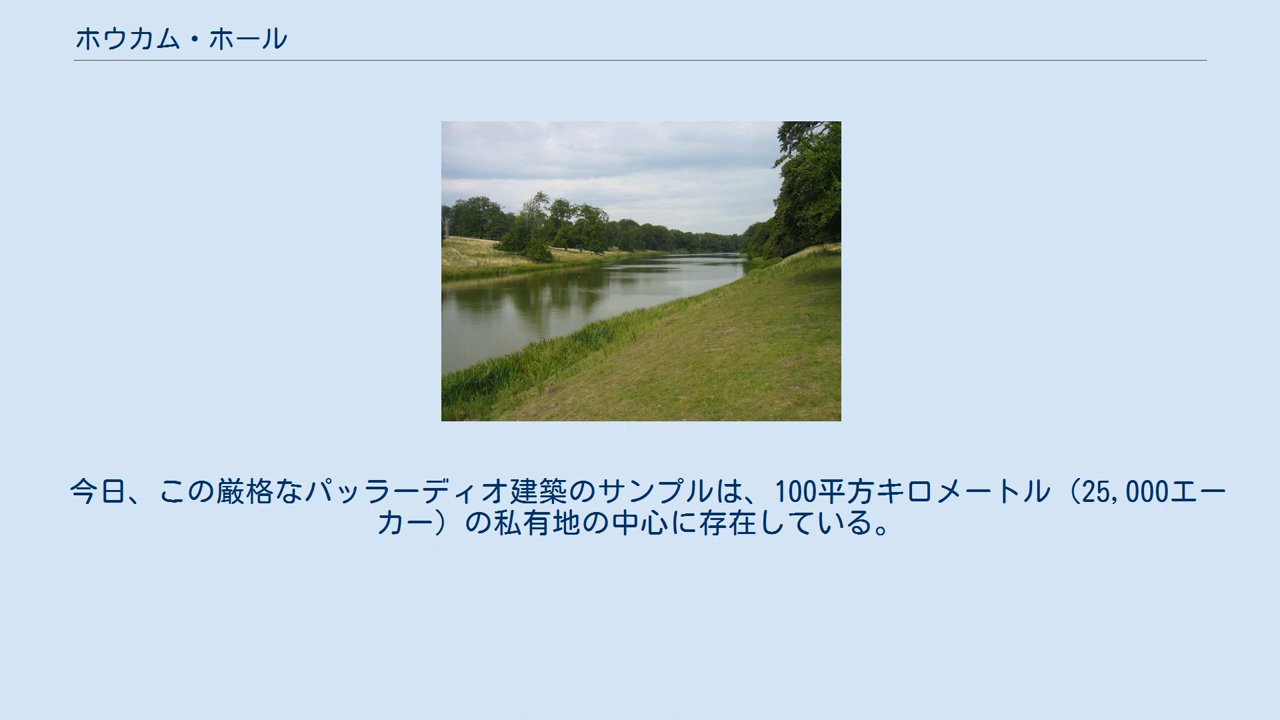 ホウカム・ホール
今日、この厳格なパッラーディオ建築のサンプルは、100平方キロメートル（25,000エー
カー）の私有地の中心に存在している。